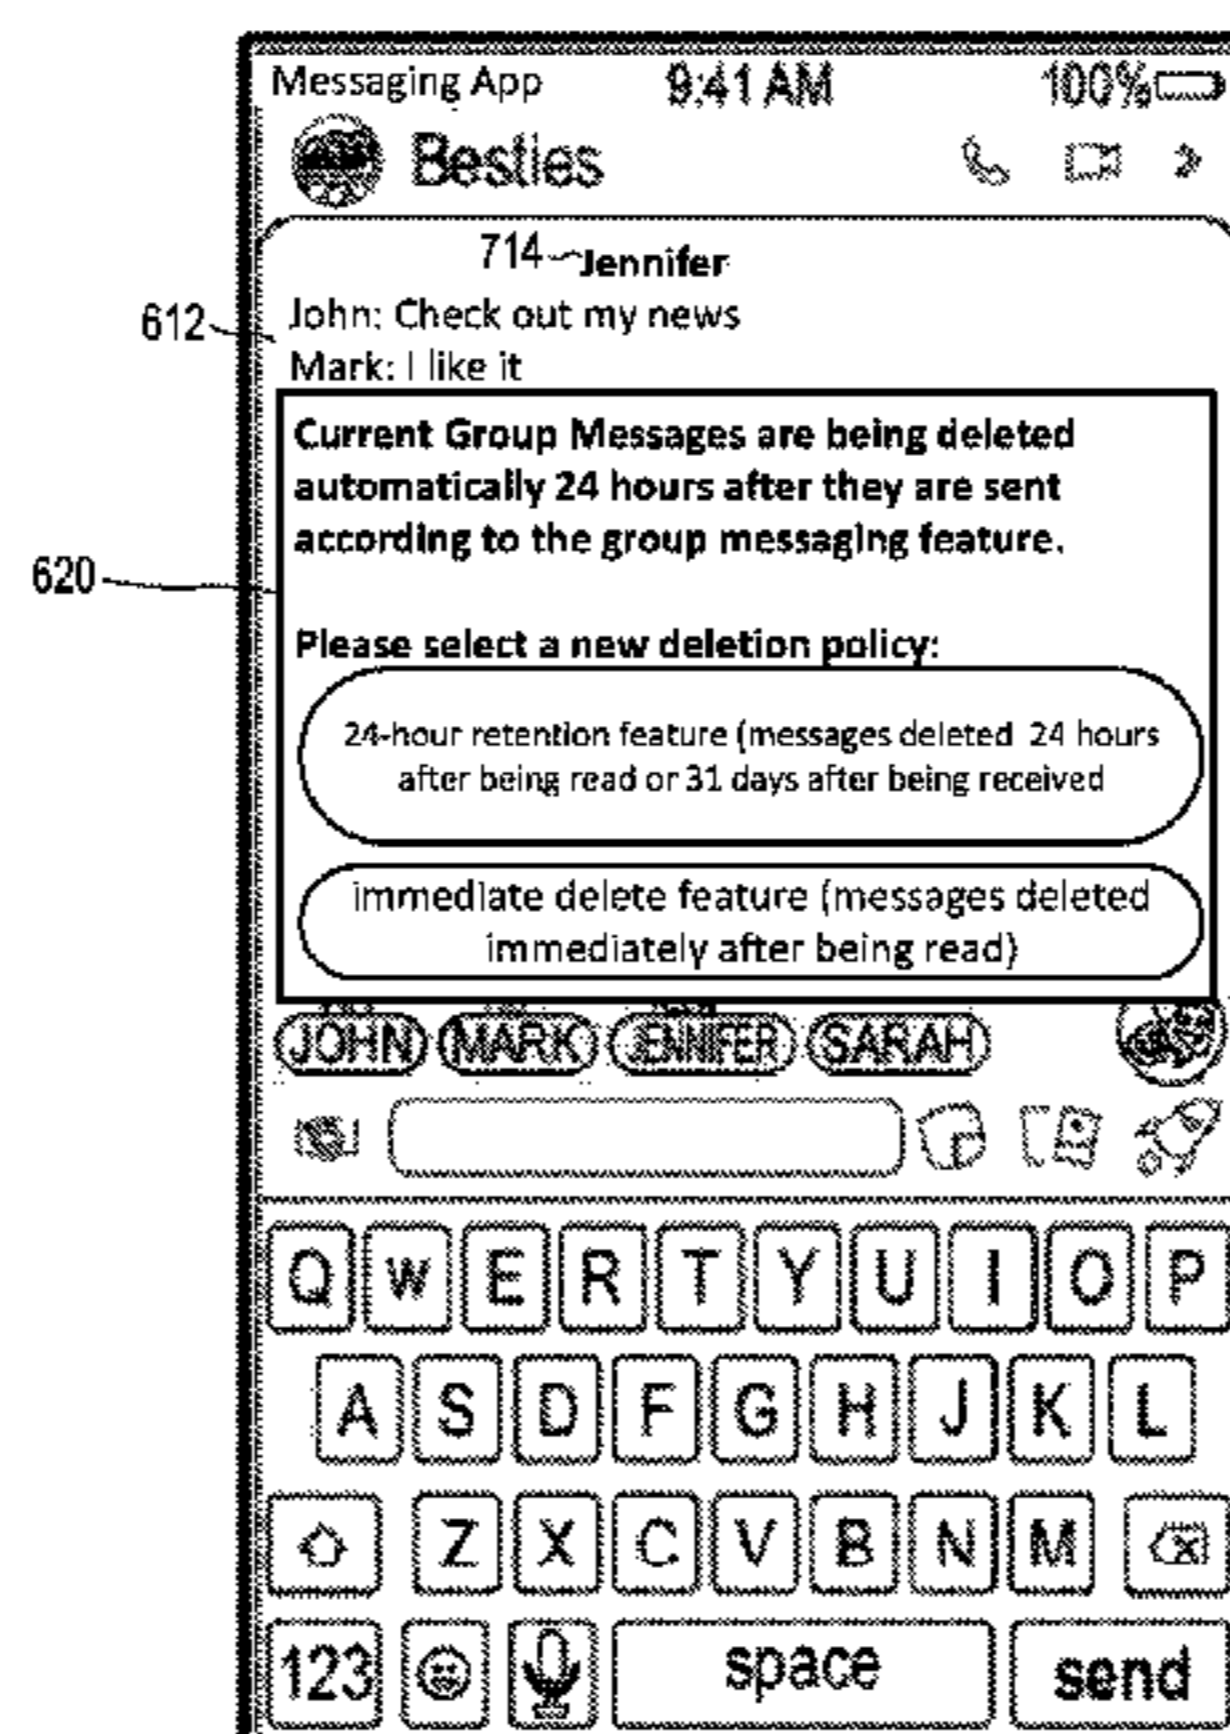 Messaging App 9:41 AM 100%
Besties
714 Jennifer
612 John: Check out my news
Mark: I like it
Current Group Messages are being deleted
automatically 24 hours after they are sent
according to the group messaging feature.
620
Please select a new deletion policy:
24-hour retention feature (messages deleted 24 hours
after being read or 31 days after being received
immediate delete feature (messages deleted
immediately after being read)
JOHN MARK JENNIFER SARAH
Q W E R T Y U I O P
A S D F G H J K L
Z X C V B N M
123 space send